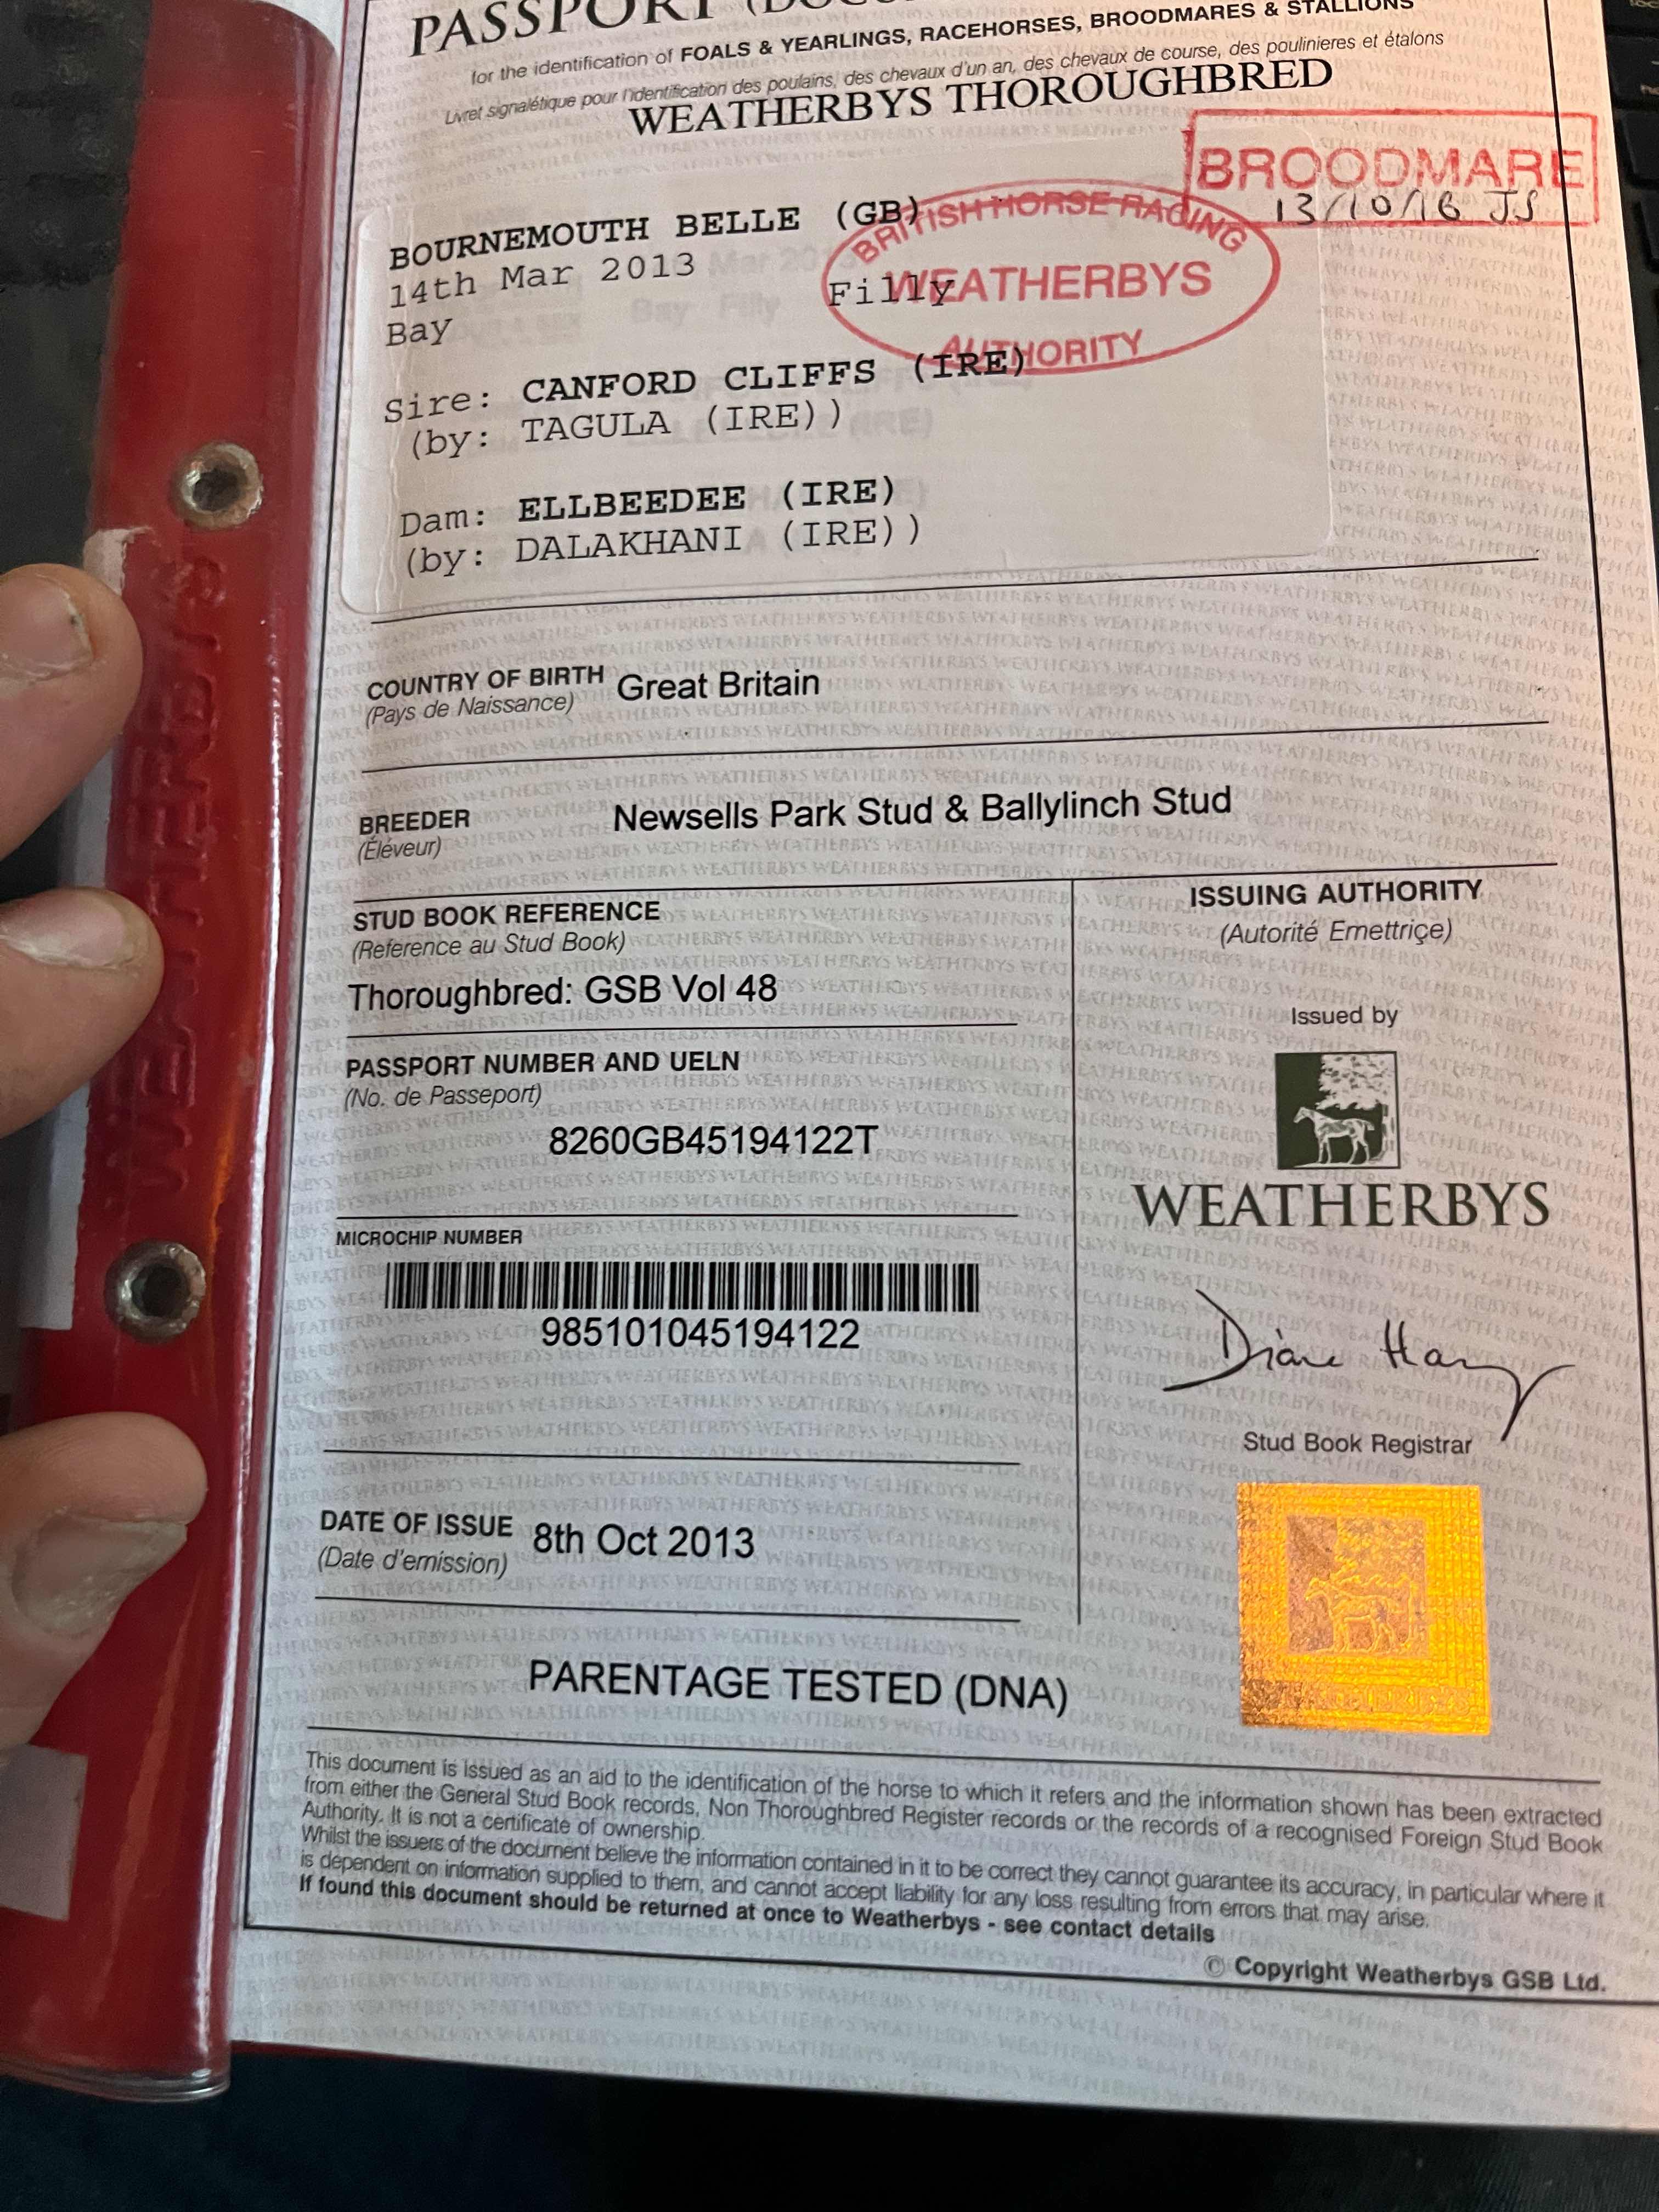 PASSPORT
for the identification of FOALS & YEARLINGS, RACEHORSES, BROODMARES & STALLIONS
Livret signalétique pour l'identification des poulains, des chevaux d'un an, des chevaux de course, des poulinieres et étalons
WEATHERBYS THOROUGHBRED
BROODMARE
13/10/16 JS
BOURNEMOUTH BELLE (GB)
14th Mar 2013
Filly
Bay
BRITISH HORSE RACING
WEATHERBYS
AUTHORITY
Sire: CANFORD CLIFFS (IRE)
(by: TAGULA (IRE))
Dam: ELLBEEDEE (IRE)
(by: DALAKHANI (IRE))
COUNTRY OF BIRTH Great Britain
(Pays de Naissance)
BREEDER Newsells Park Stud & Ballylinch Stud
(Éléveur)
STUD BOOK REFERENCE
(Reference au Stud Book)
Thoroughbred: GSB Vol 48
PASSPORT NUMBER AND UELN
(No. de Passeport)
8260GB45194122T
MICROCHIP NUMBER
985101045194122
DATE OF ISSUE 8th Oct 2013
(Date d'emission)
ISSUING AUTHORITY
(Autorité Emettriçe)
Issued by
WEATHERBYS
Stud Book Registrar
PARENTAGE TESTED (DNA)
This document is issued as an aid to the identification of the horse to which it refers and the information shown has been extracted
from either the General Stud Book records, Non Thoroughbred Register records or the records of a recognised Foreign Stud Book
Authority. It is not a certificate of ownership.
Whilst the issuers of the document believe the information contained in it to be correct they cannot guarantee its accuracy, in particular where it
is dependent on information supplied to them, and cannot accept liability for any loss resulting from errors that may arise.
If found this document should be returned at once to Weatherbys - see contact details
© Copyright Weatherbys GSB Ltd.
WEATHERBYS